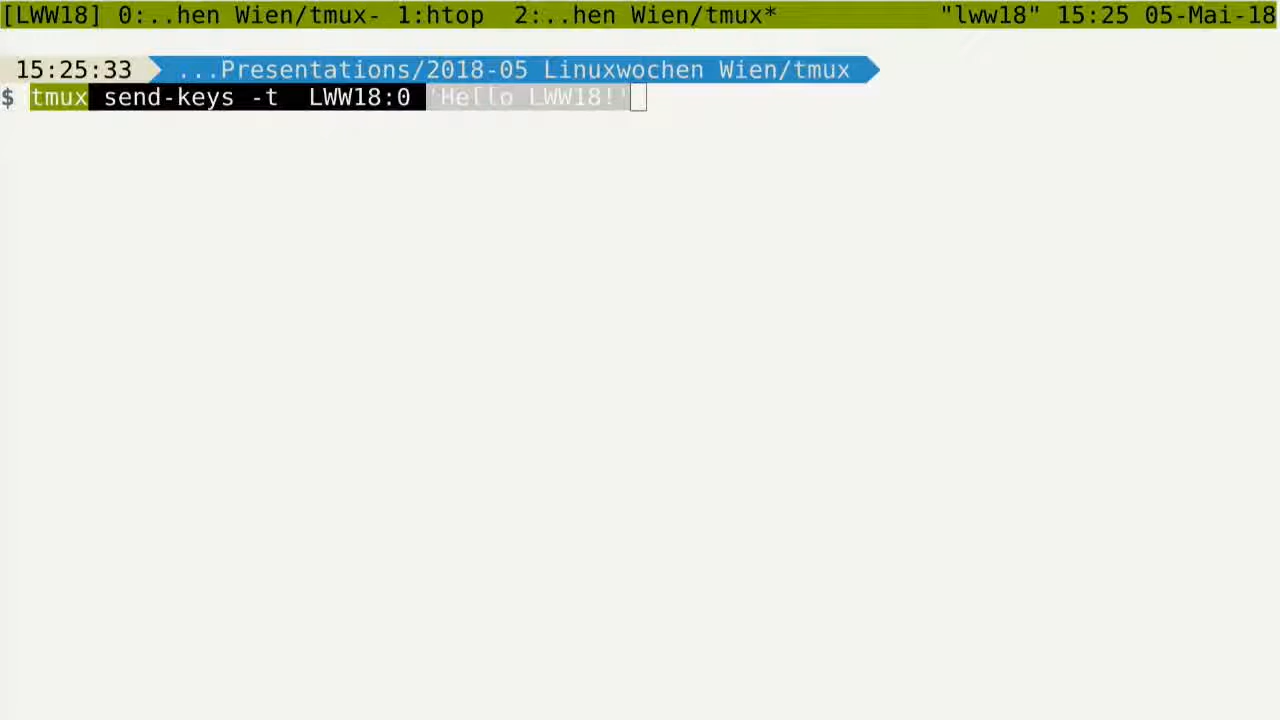 [LWW18] 0:..hen Wien/tmux- 1:htop  2:..hen Wien/tmux* "lww18" 15:25 05-Mai-18
15:25:33 ...Presentations/2018-05 Linuxwochen Wien/tmux
$ tmux send-keys -t  LWW18:0 'Hello LWW18!'